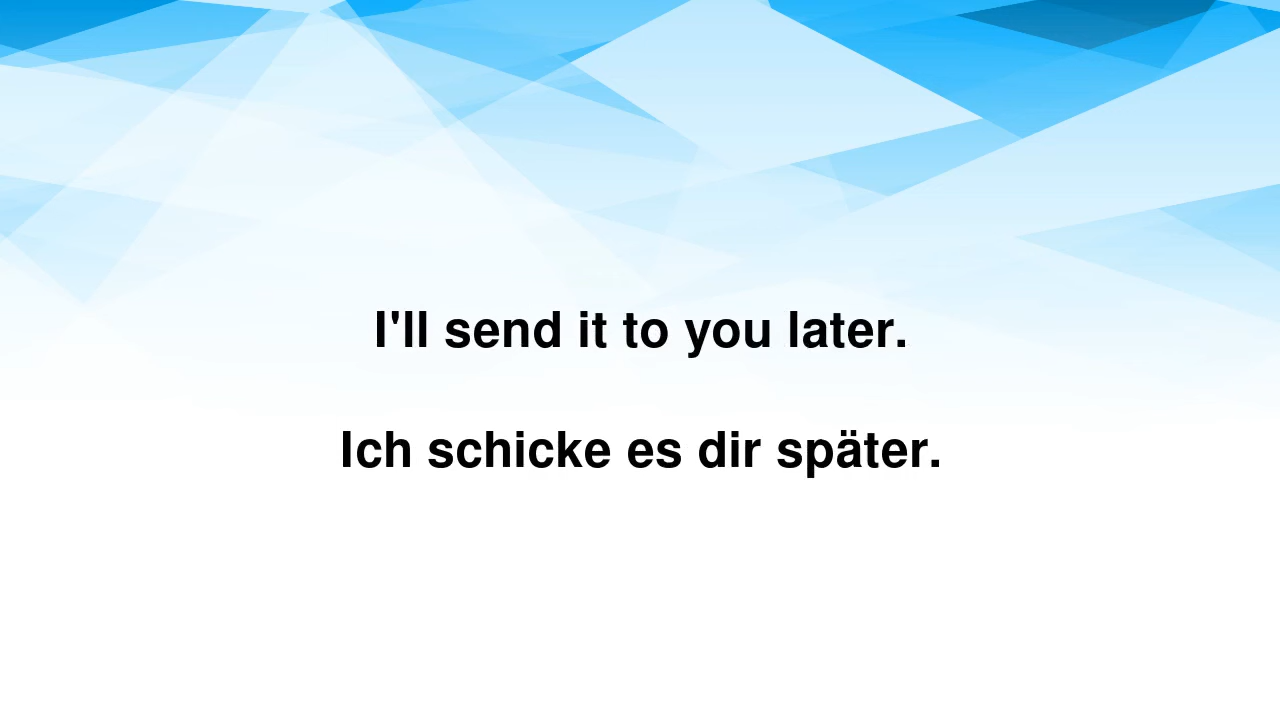 I'll send it to you later.
Ich schicke es dir später.